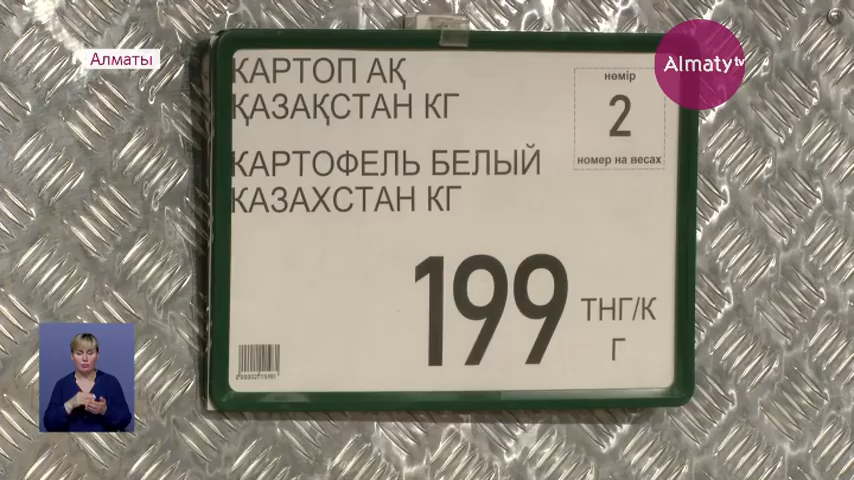 Алматы
Almaty tv
КАРТОП АҚ
ҚАЗАҚСТАН КГ
КАРТОФЕЛЬ БЕЛЫЙ
КАЗАХСТАН КГ
нөмір
2
номер на весах
199
ТНГ/К
Г